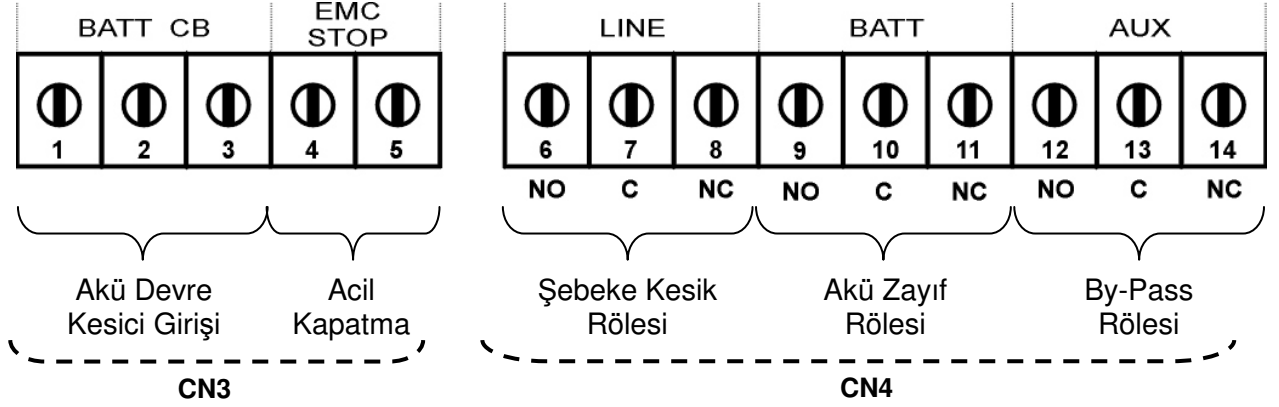 BATT CB
EMC
STOP
LINE
BATT
AUX
1 2 3 4 5 6 7 8 9 10 11 12 13 14
NO C NC NO C NC NO C NC
Akü Devre
Kesici Girişi
Acil
Kapatma
Şebeke Kesik
Rölesi
Akü Zayıf
Rölesi
By-Pass
Rölesi
CN3
CN4